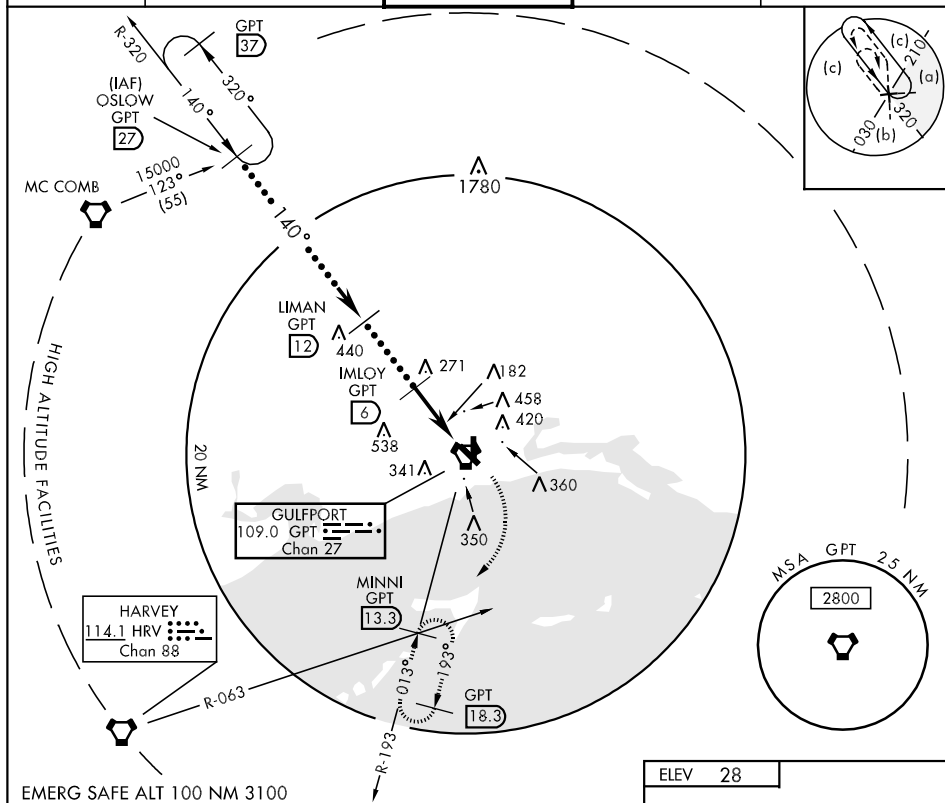 R-320
GPT
37
320°
140°
(IAF)
OSLOW
GPT
27
15000
123°
(55)
MC COMB
(c)
(c)
210
(a)
320
(b)
030
1780
140°
LIMAN
GPT
12
440
IMLOY
GPT
6
271
182
458
420
538
341
360
350
HIGH ALTITUDE FACILITIES
20 NM
GULFPORT
109.0 GPT
Chan 27
MINNI
GPT
13.3
HARVEY
114.1 HRV
Chan 88
R-063
013°
193°
GPT
18.3
R-193
MSA GPT 25 NM
2800
EMERG SAFE ALT 100 NM 3100
ELEV 28